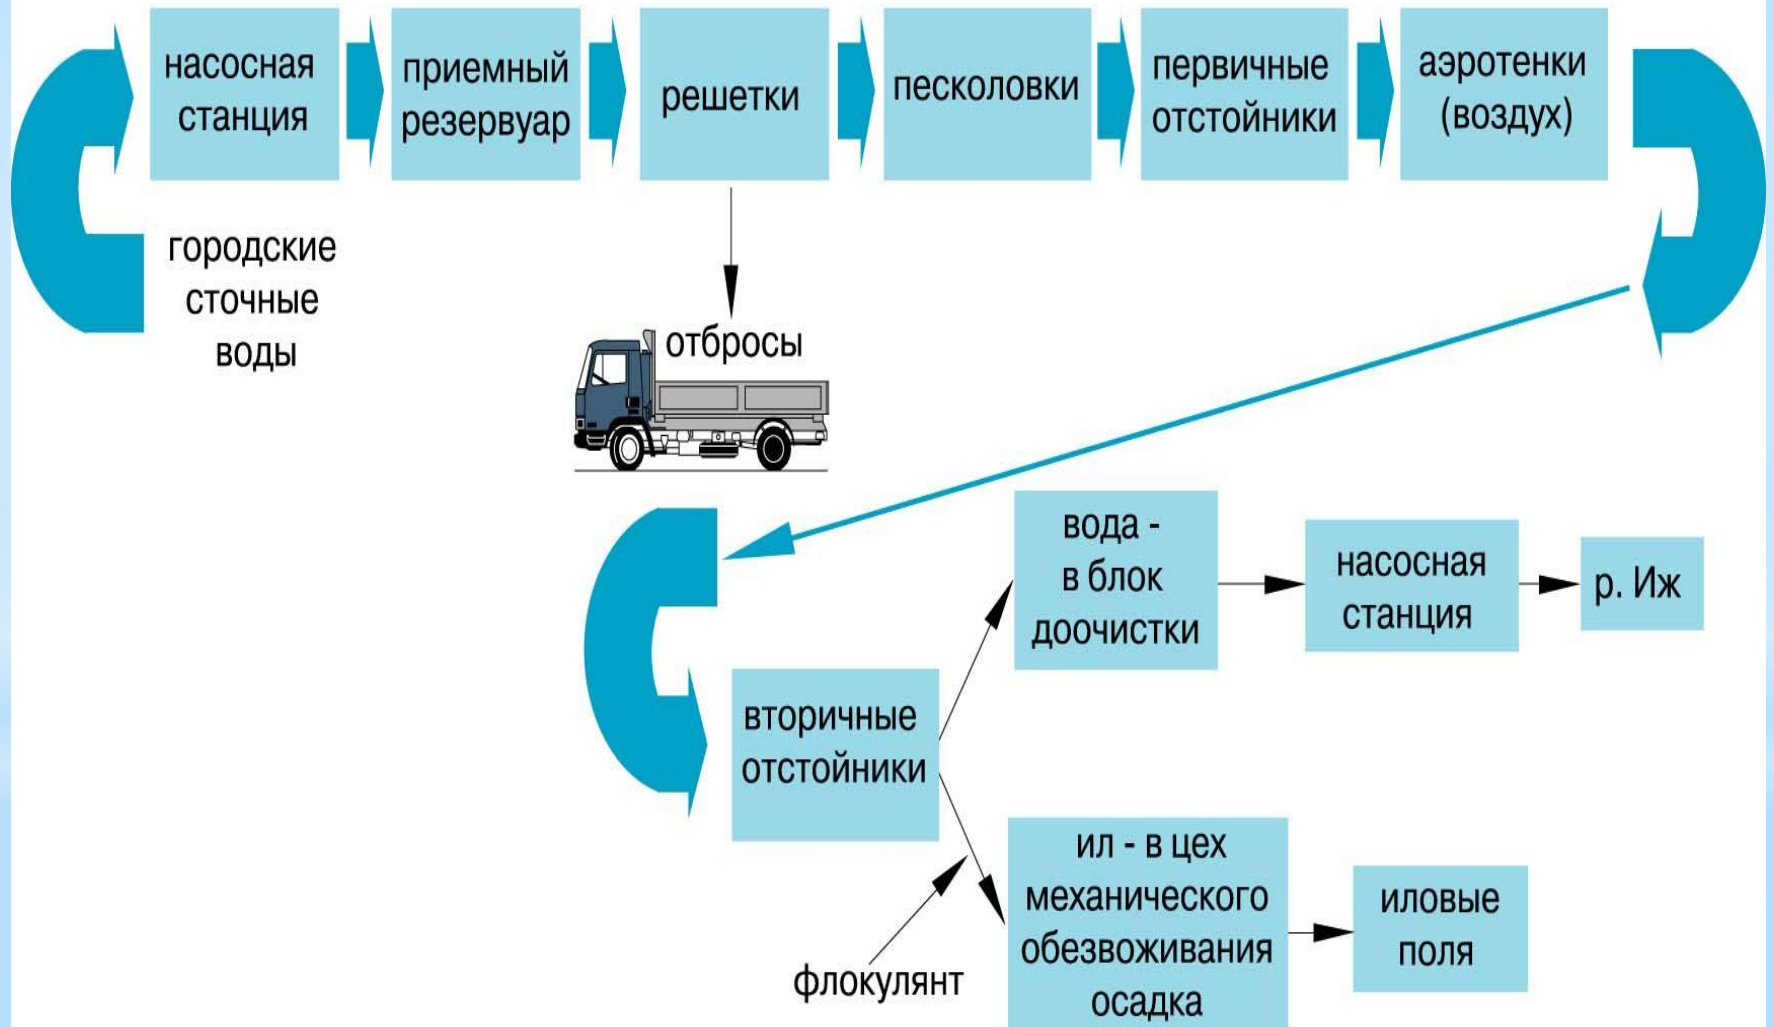 насосная
станция
приемный
резервуар
решетки
песколовки
первичные
отстойники
аэротенки
(воздух)
городские
сточные
воды
отбросы
вода -
в блок
доочистки
насосная
станция
р. Иж
вторичные
отстойники
ил - в цех
механического
обезвоживания
осадка
иловые
поля
флокулянт